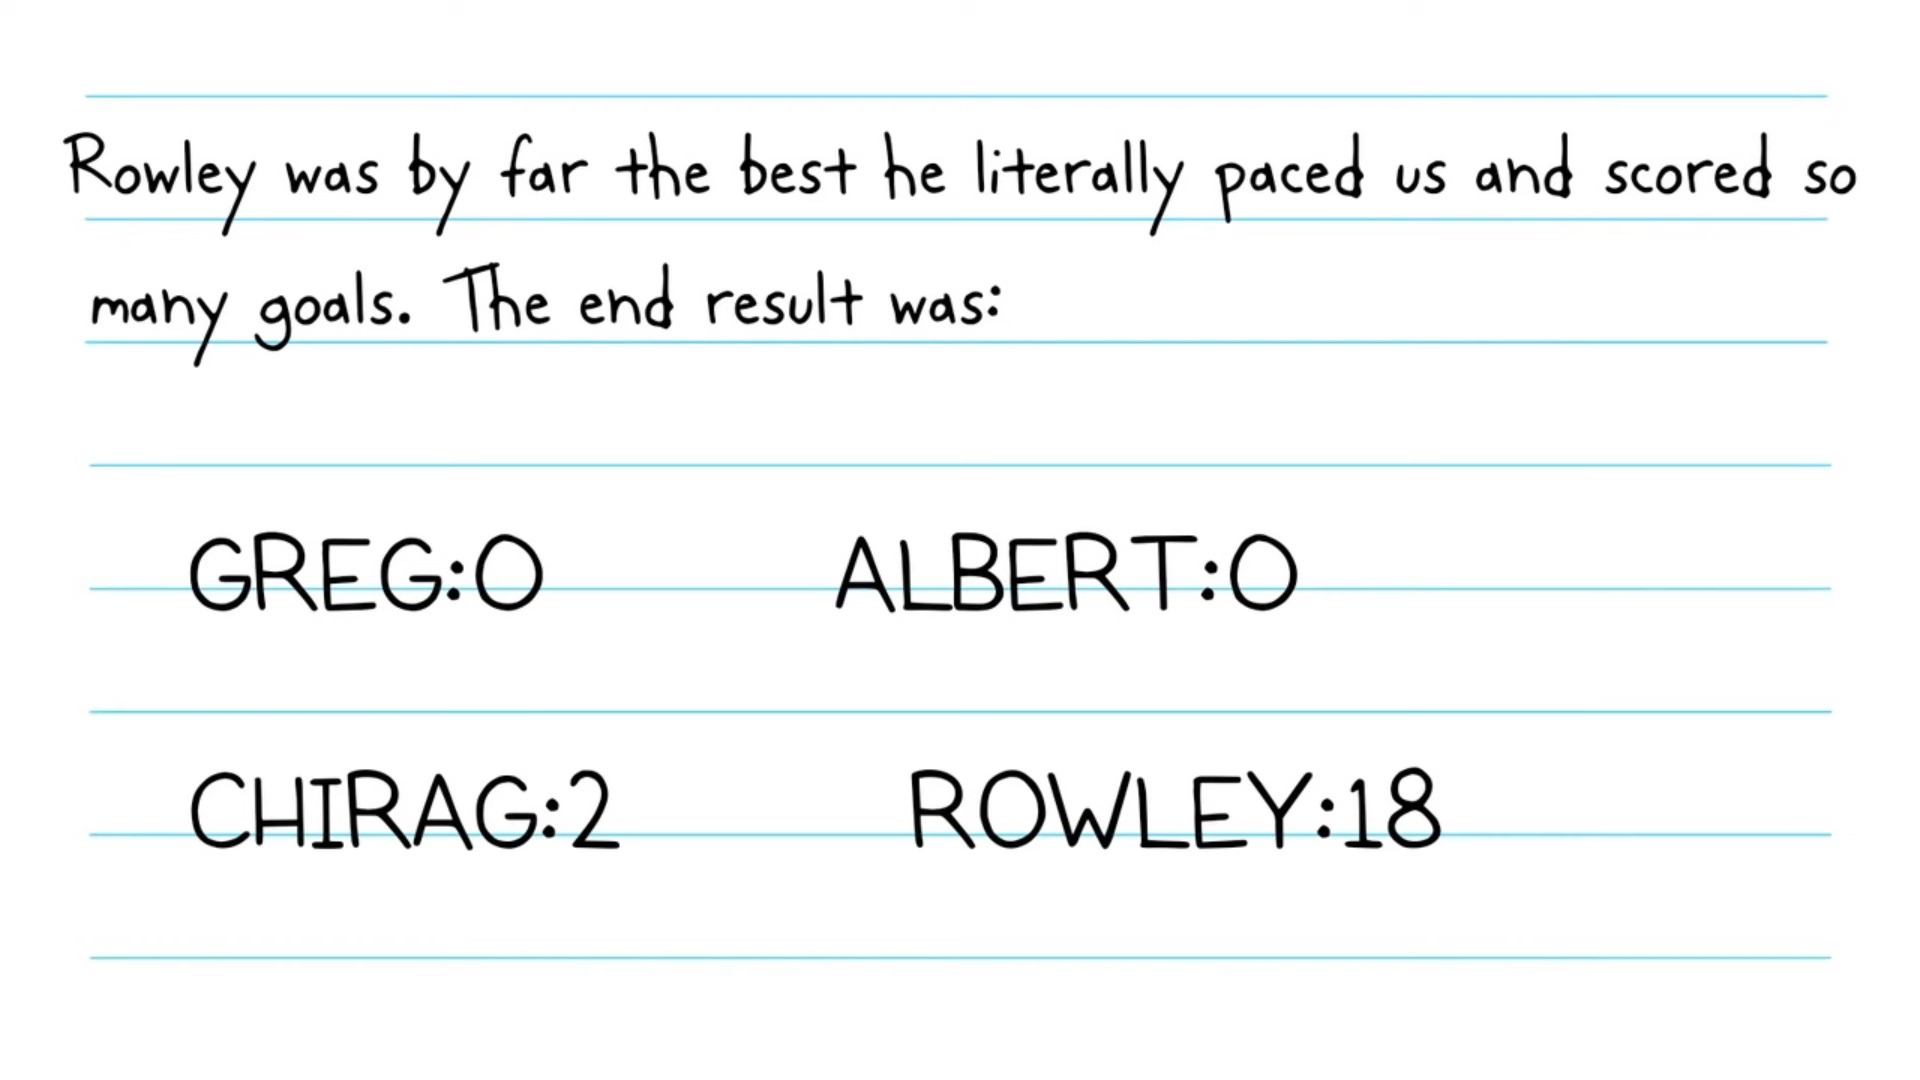 Rowley was by far the best he literally paced us and scored so
many goals. The end result was:
GREG:0 ALBERT:0
CHIRAG:2 ROWLEY:18